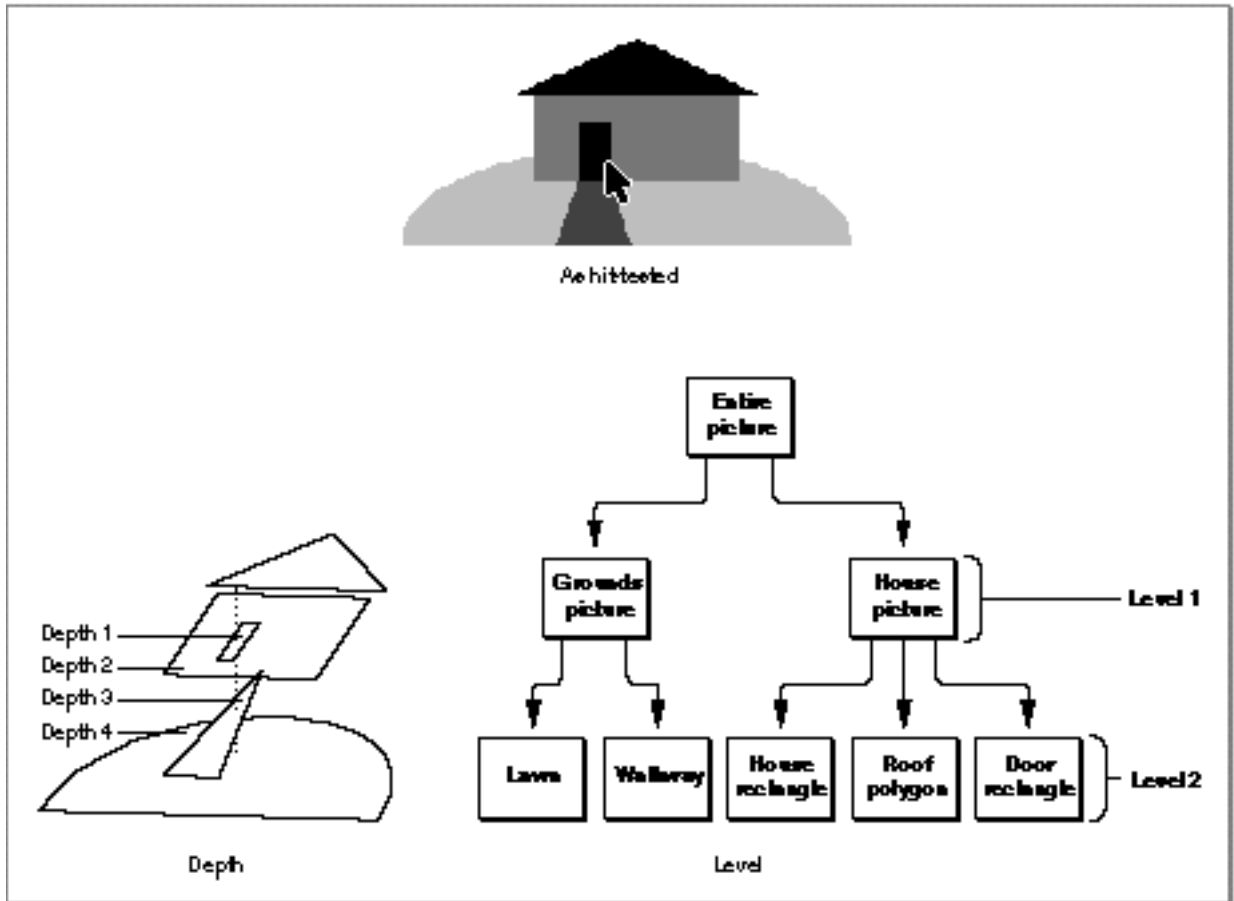 As hit-tested
Entire
picture
Grounds
picture
House
picture
Level 1
Depth 1
Depth 2
Depth 3
Depth 4
Lawn
Walkway
House
rectangle
Roof
polygon
Door
rectangle
Level 2
Depth
Level